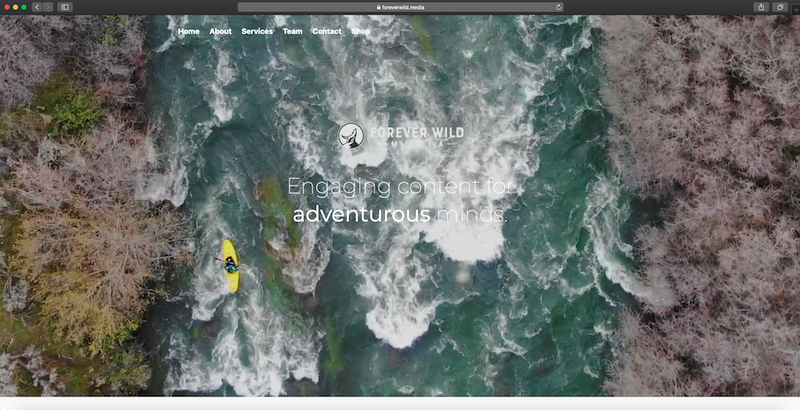 foreverwild.media
Home About Services Team Contact Shop
FOREVER WILD
MEDIA
Engaging content for
adventurous minds.